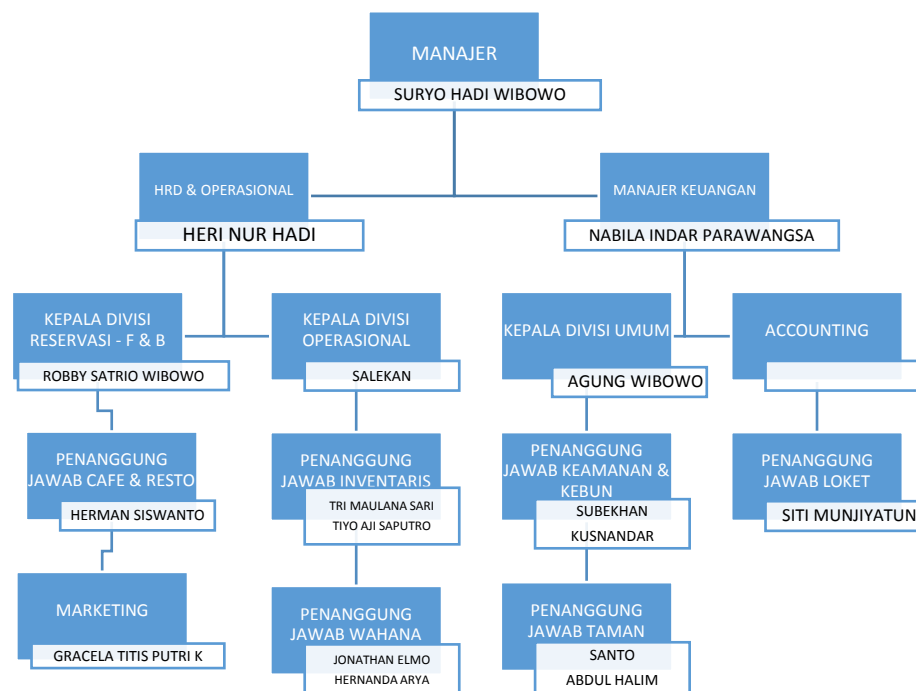 MANAJER
SURYO HADI WIBOWO
HRD & OPERASIONAL
HERI NUR HADI
MANAJER KEUANGAN
NABILA INDAR PARAWANGSA
KEPALA DIVISI
RESERVASI - F & B
ROBBY SATRIO WIBOWO
KEPALA DIVISI
OPERASIONAL
SALEKAN
KEPALA DIVISI UMUM
AGUNG WIBOWO
ACCOUNTING
PENANGGUNG
JAWAB CAFE & RESTO
HERMAN SISWANTO
PENANGGUNG
JAWAB INVENTARIS
TRI MAULANA SARI
TIYO AJI SAPUTRO
PENANGGUNG
JAWAB KEAMANAN &
KEBUN
SUBEKHAN
KUSNANDAR
PENANGGUNG
JAWAB LOKET
SITI MUNJIYATUN
MARKETING
GRACELA TITIS PUTRI K
PENANGGUNG
JAWAB WAHANA
JONATHAN ELMO
HERNANDA ARYA
PENANGGUNG
JAWAB TAMAN
SANTO
ABDUL HALIM